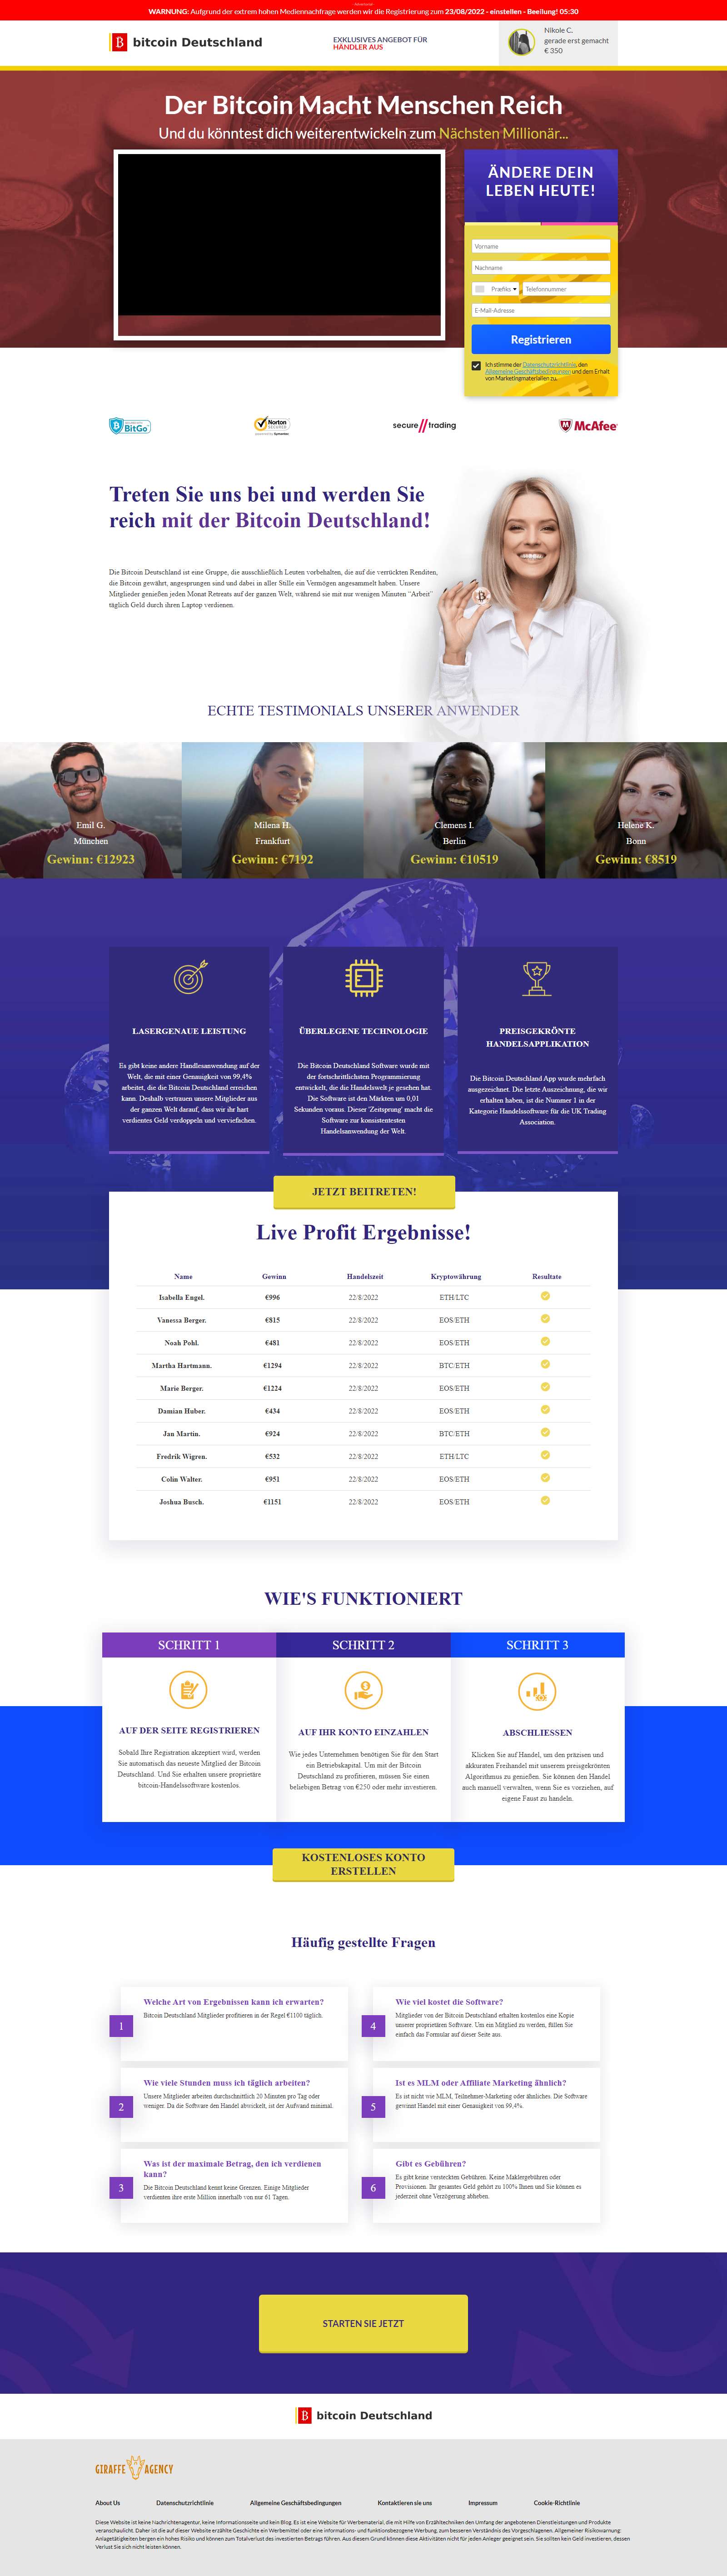 WARNUNG: Aufgrund der extrem hohen Mediennachfrage werden wir die Registrierung zum 23/08/2022 - einstellen - Beeilung! 05:30
bitcoin Deutschland
EXKLUSIVES ANGEBOT FÜR
HÄNDLER AUS
Nikole C.
gerade erst gemacht
€ 350
Der Bitcoin Macht Menschen Reich
Und du könntest dich weiterentwickeln zum Nächsten Millionär...
ÄNDERE DEIN
LEBEN HEUTE!
Vorname
Nachname
Præfiks
Telefonnummer
E-Mail-Adresse
Registrieren
Ich stimme der Datenschutzrichtlinie, den
Allgemeine Geschäftsbedingungen und dem Erhalt
von Marketingmaterialien zu.
BitGo
Norton
SECURED
powered by Symantec
secure//trading
McAfee
Treten Sie uns bei und werden Sie
reich mit der Bitcoin Deutschland!
Die Bitcoin Deutschland ist eine Gruppe, die ausschließlich Leuten vorbehalten, die auf die verrückten Renditen,
die Bitcoin gewährt, angesprungen sind und dabei in aller Stille ein Vermögen angesammelt haben. Unsere
Mitglieder genießen jeden Monat Retreats auf der ganzen Welt, während sie mit nur wenigen Minuten "Arbeit"
täglich Geld durch ihren Laptop verdienen.
ECHTE TESTIMONIALS UNSERER ANWENDER
Emil G.
München
Gewinn: €12923
Milena H.
Frankfurt
Gewinn: €7192
Clemens I.
Berlin
Gewinn: €10519
Helene K.
Bonn
Gewinn: €8519
LASERGENAUE LEISTUNG
Es gibt keine andere Handlesanwendung auf der
Welt, die mit einer Genauigkeit von 99,4%
arbeitet, die die Bitcoin Deutschland erreichen
kann. Deshalb vertrauen unsere Mitglieder aus
der ganzen Welt darauf, dass wir ihr hart
verdientes Geld verdoppeln und verviefachen.
ÜBERLEGENE TECHNOLOGIE
Die Bitcoin Deutschland Software wurde mit
der fortschrittlichsten Programmierung
entwickelt, die die Handelswelt je gesehen hat.
Die Software ist den Märkten um 0,01
Sekunden voraus. Dieser 'Zeitsprung' macht die
Software zur konsistentesten
Handelsanwendung der Welt.
PREISGEKRÖNTE
HANDELSAPPLIKATION
Die Bitcoin Deutschland App wurde mehrfach
ausgezeichnet. Die letzte Auszeichnung, die wir
erhalten haben, ist die Nummer 1 in der
Kategorie Handelssoftware für die UK Trading
Association.
JETZT BEITRETEN!
Live Profit Ergebnisse!
Name Gewinn Handelszeit Kryptowährung Resultate
Isabella Engel. €996 22/8/2022 ETH/LTC
Vanessa Berger. €815 22/8/2022 EOS/ETH
Noah Pohl. €481 22/8/2022 EOS/ETH
Martha Hartmann. €1294 22/8/2022 BTC/ETH
Marie Berger. €1224 22/8/2022 EOS/ETH
Damian Huber. €434 22/8/2022 EOS/ETH
Jan Martin. €924 22/8/2022 BTC/ETH
Fredrik Wigren. €532 22/8/2022 ETH/LTC
Colin Walter. €951 22/8/2022 EOS/ETH
Joshua Busch. €1151 22/8/2022 EOS/ETH
WIE'S FUNKTIONIERT
SCHRITT 1
AUF DER SEITE REGISTRIEREN
Sobald Ihre Registration akzeptiert wird, werden
Sie automatisch das neueste Mitglied der Bitcoin
Deutschland. Und Sie erhalten unsere proprietäre
bitcoin-Handelssoftware kostenlos.
SCHRITT 2
AUF IHR KONTO EINZAHLEN
Wie jedes Unternehmen benötigen Sie für den Start
ein Betriebskapital. Um mit der Bitcoin
Deutschland zu profitieren, müssen Sie einen
beliebigen Betrag von €250 oder mehr investieren.
SCHRITT 3
ABSCHLIESSEN
Klicken Sie auf Handel, um den präzisen und
akkuraten Freihandel mit unserem preisgekrönten
Algorithmus zu genießen. Sie können den Handel
auch manuell verwalten, wenn Sie es vorziehen, auf
eigene Faust zu handeln.
KOSTENLOSES KONTO
ERSTELLEN
Häufig gestellte Fragen
1
Welche Art von Ergebnissen kann ich erwarten?
Bitcoin Deutschland Mitglieder profitieren in der Regel €1100 täglich.
2
Wie viele Stunden muss ich täglich arbeiten?
Unsere Mitglieder arbeiten durchschnittlich 20 Minuten pro Tag oder
weniger. Da die Software den Handel abwickelt, ist der Aufwand minimal.
3
Was ist der maximale Betrag, den ich verdienen
kann?
Die Bitcoin Deutschland kennt keine Grenzen. Einige Mitglieder
verdienten ihre erste Million innerhalb von nur 61 Tagen.
4
Wie viel kostet die Software?
Mitglieder von der Bitcoin Deutschland erhalten kostenlos eine Kopie
unserer proprietären Software. Um ein Mitglied zu werden, füllen Sie
einfach das Formular auf dieser Seite aus.
5
Ist es MLM oder Affiliate Marketing ähnlich?
Es ist nicht wie MLM, Teilnehmer-Marketing oder ähnliches. Die Software
gewinnt Handel mit einer Genauigkeit von 99,4%.
6
Gibt es Gebühren?
Es gibt keine versteckten Gebühren. Keine Maklergebühren oder
Provisionen. Ihr gesamtes Geld gehört zu 100% Ihnen und Sie können es
jederzeit ohne Verzögerung abheben.
STARTEN SIE JETZT
bitcoin Deutschland
GIRAFFE AGENCY
About Us Datenschutzrichtlinie Allgemeine Geschäftsbedingungen Kontaktieren sie uns Impressum Cookie-Richtlinie
Diese Website ist keine Nachrichtenagentur, keine Informationsseite und kein Blog. Es ist eine Website für Werbematerial, die mit Hilfe von Erzähltechniken den Umfang der angebotenen Dienstleistungen und Produkte
veranschaulicht. Daher ist die auf dieser Website erzählte Geschichte ein Werbemittel oder eine informations- und funktionsbezogene Werbung, zum besseren Verständnis des Vorgeschlagenen. Allgemeiner Risikowarnung:
Anlagetätigkeiten bergen ein hohes Risiko und können zum Totalverlust des investierten Betrags führen. Aus diesem Grund können diese Aktivitäten nicht für jeden Anleger geeignet sein. Sie sollten kein Geld investieren, dessen
Verlust Sie sich nicht leisten können.